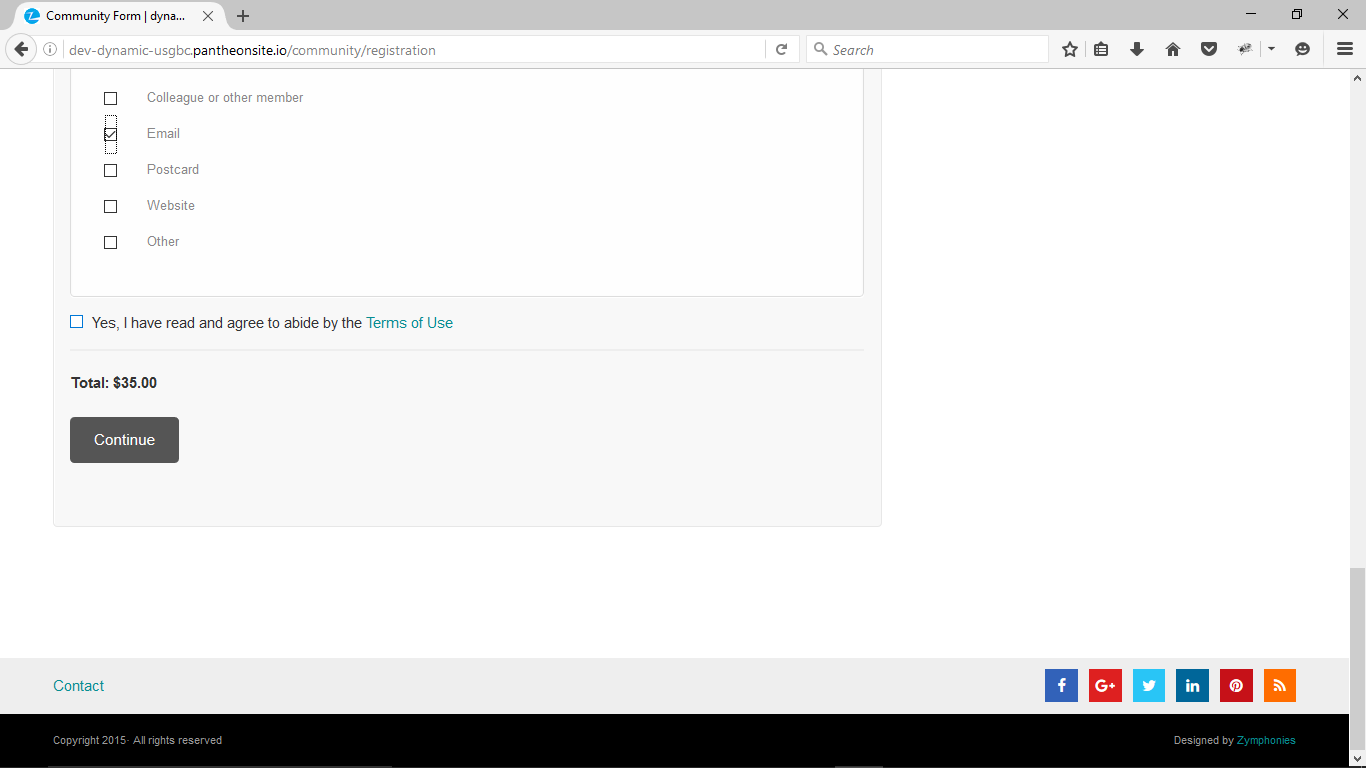 Community Form | dyna...
dev-dynamic-usgbc.pantheonsite.io/community/registration
Search
Colleague or other member
Email
Postcard
Website
Other
Yes, I have read and agree to abide by the Terms of Use
Total: $35.00
Continue
Contact
Copyright 2015· All rights reserved
Designed by Zymphonies